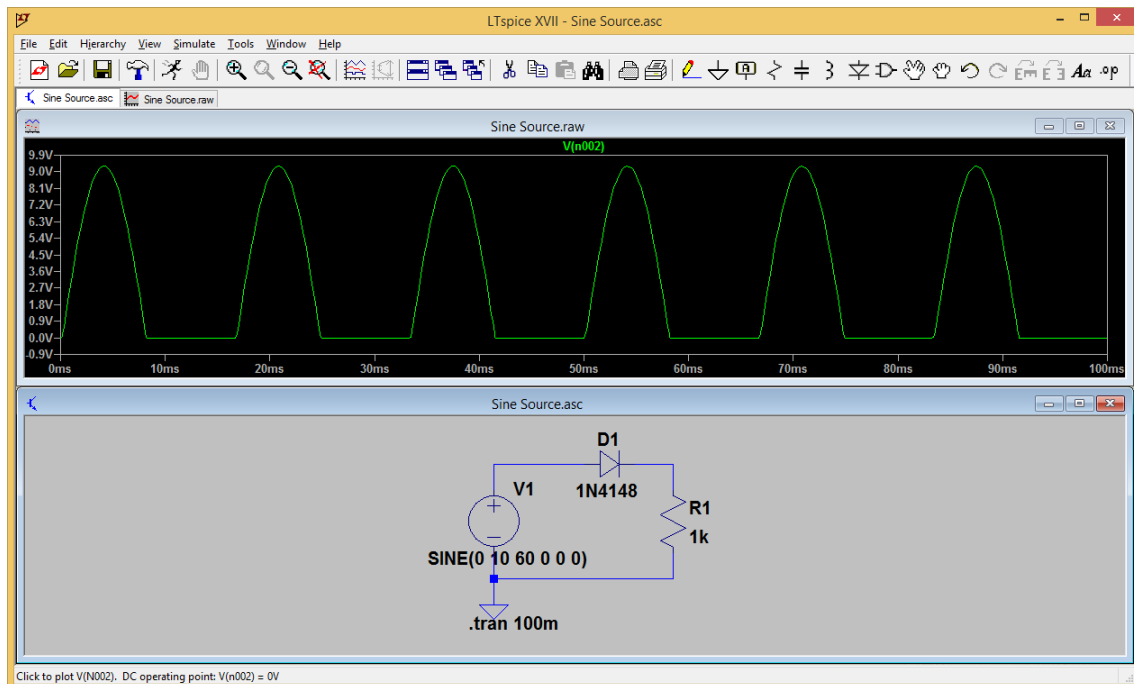 LTspice XVII - Sine Source.asc
File Edit Hierarchy View Simulate Tools Window Help
Aa .op
Sine Source.asc Sine Source.raw
Sine Source.raw
V(n002)
9.9V
9.0V
8.1V
7.2V
6.3V
5.4V
4.5V
3.6V
2.7V
1.8V
0.9V
0.0V
-0.9V
0ms 10ms 20ms 30ms 40ms 50ms 60ms 70ms 80ms 90ms 100ms
Sine Source.asc
D1
1N4148
V1
R1
1k
SINE(0 10 60 0 0 0)
.tran 100m
Click to plot V(N002). DC operating point: V(n002) = 0V